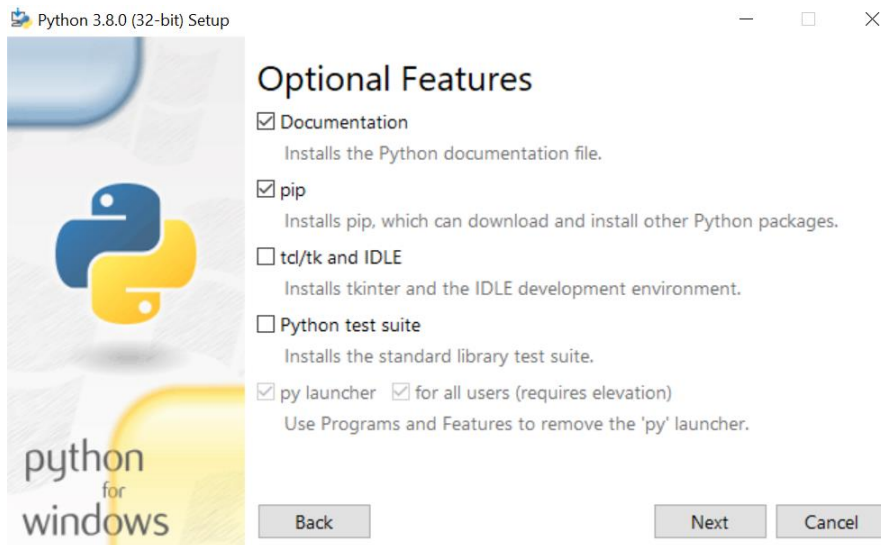 Python 3.8.0 (32-bit) Setup
Optional Features
Documentation
Installs the Python documentation file.
pip
Installs pip, which can download and install other Python packages.
tcl/tk and IDLE
Installs tkinter and the IDLE development environment.
Python test suite
Installs the standard library test suite.
py launcher for all users (requires elevation)
Use Programs and Features to remove the 'py' launcher.
python
for
windows
Back Next Cancel